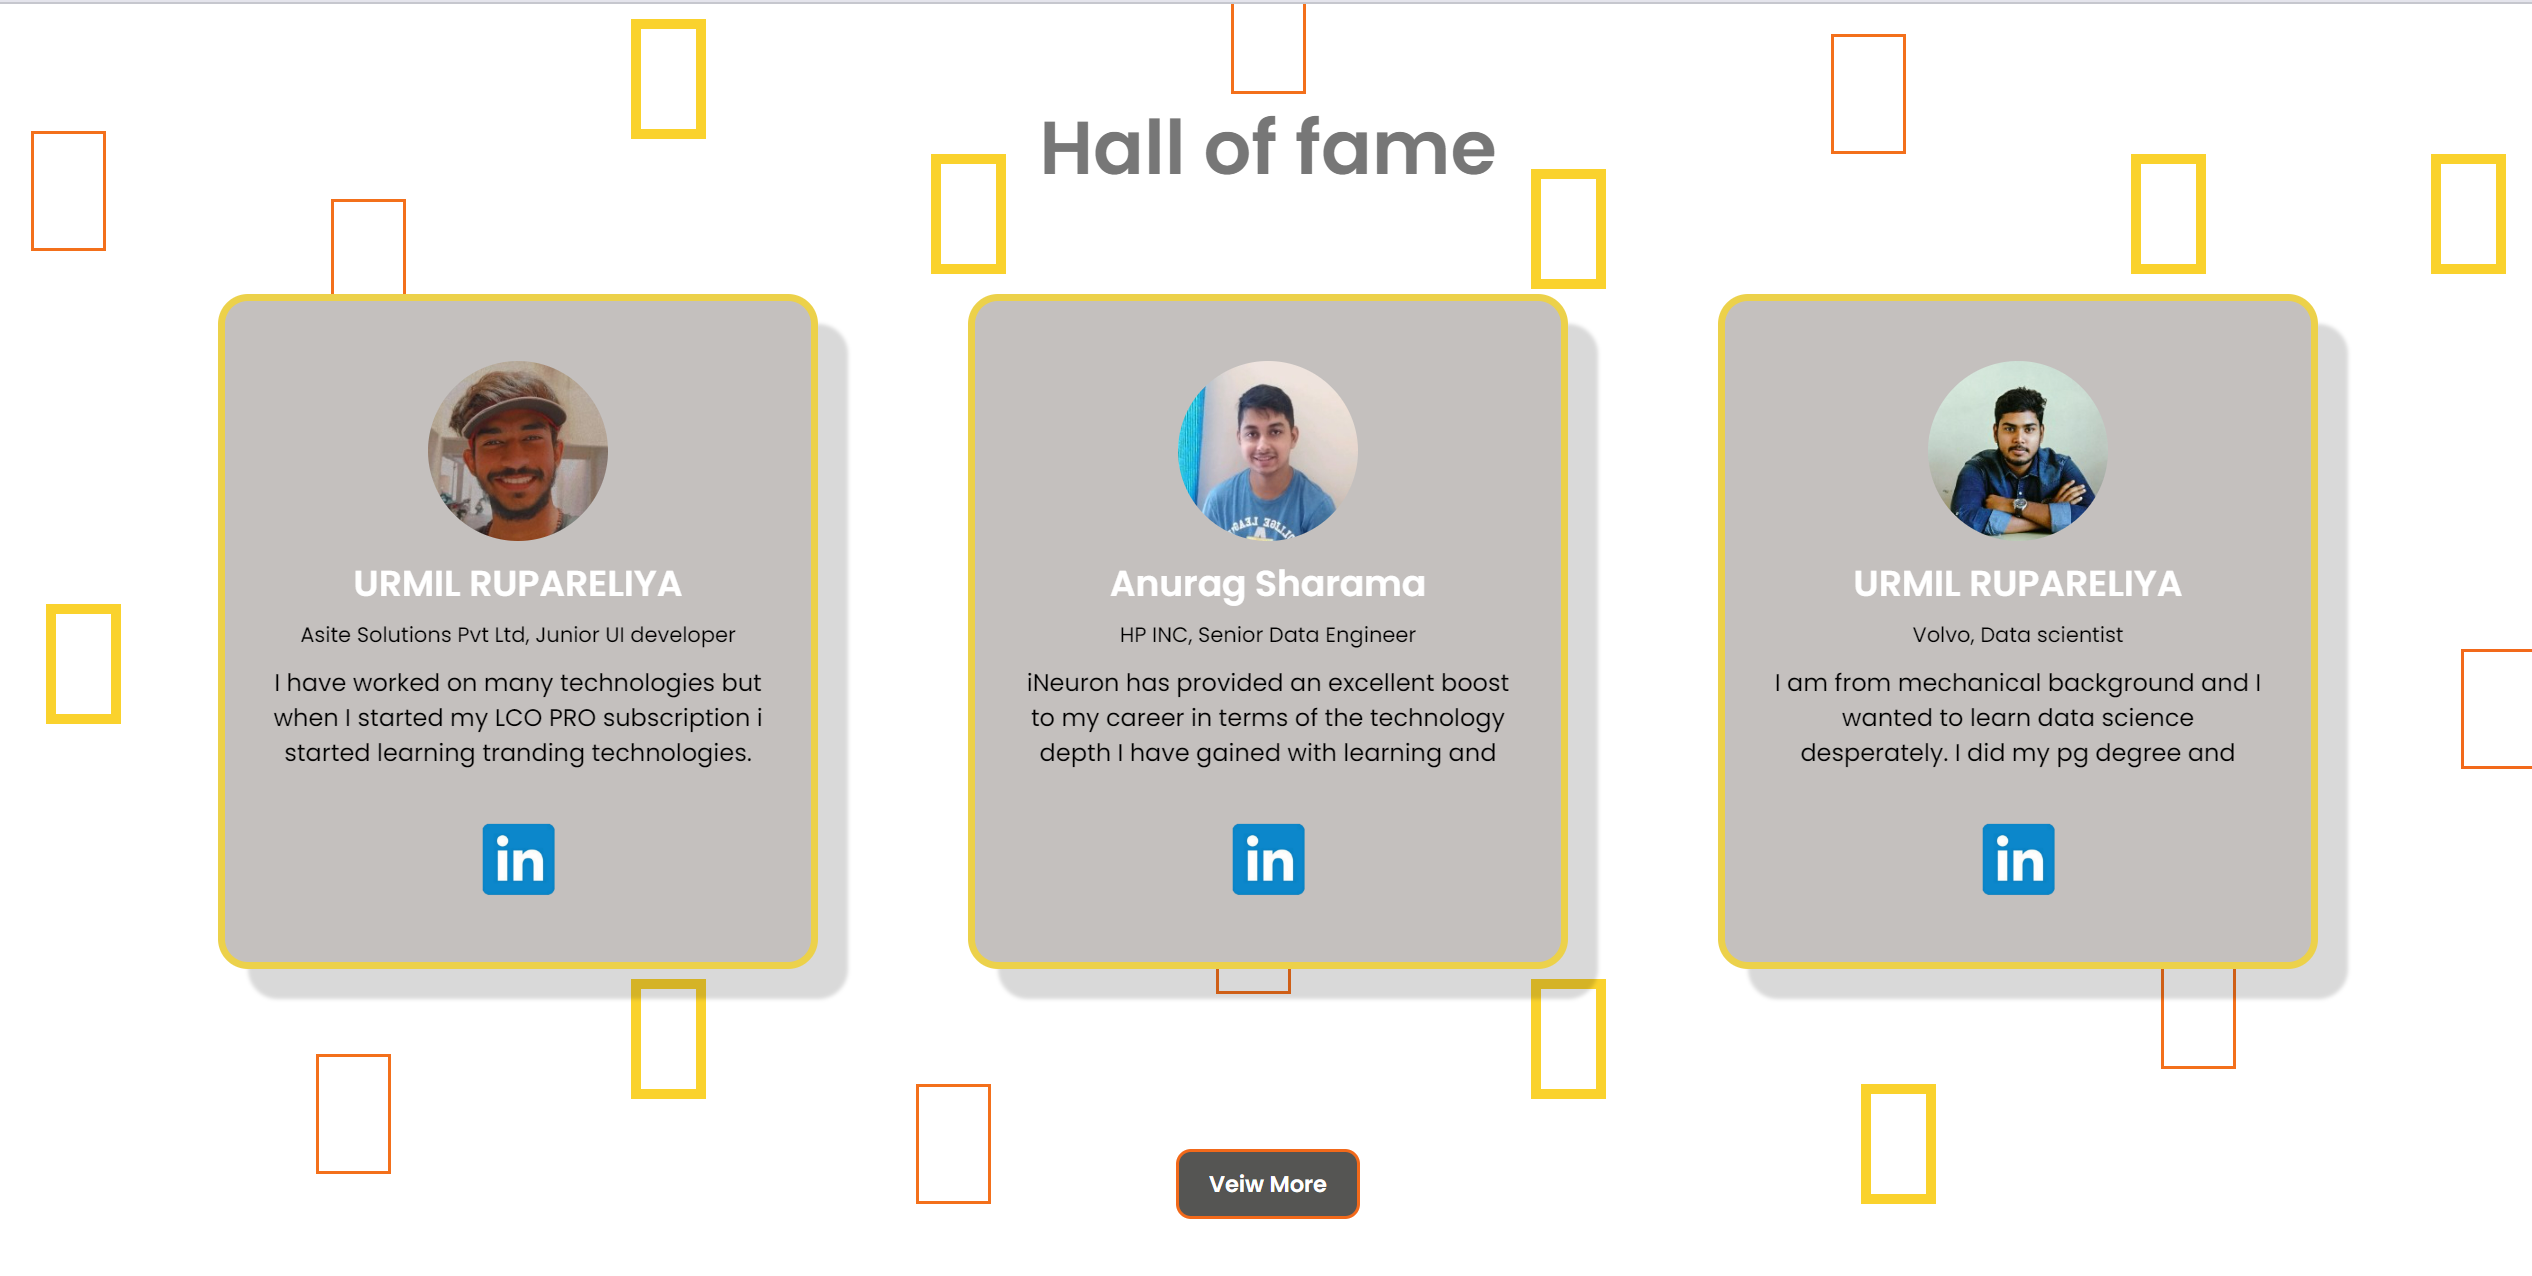 Hall of fame
URMIL RUPARELIYA
Asite Solutions Pvt Ltd, Junior UI developer
I have worked on many technologies but
when I started my LCO PRO subscription i
started learning tranding technologies.
in
Anurag Sharama
HP INC, Senior Data Engineer
iNeuron has provided an excellent boost
to my career in terms of the technology
depth I have gained with learning and
in
URMIL RUPARELIYA
Volvo, Data scientist
I am from mechanical background and I
wanted to learn data science
desperately. I did my pg degree and
in
Veiw More